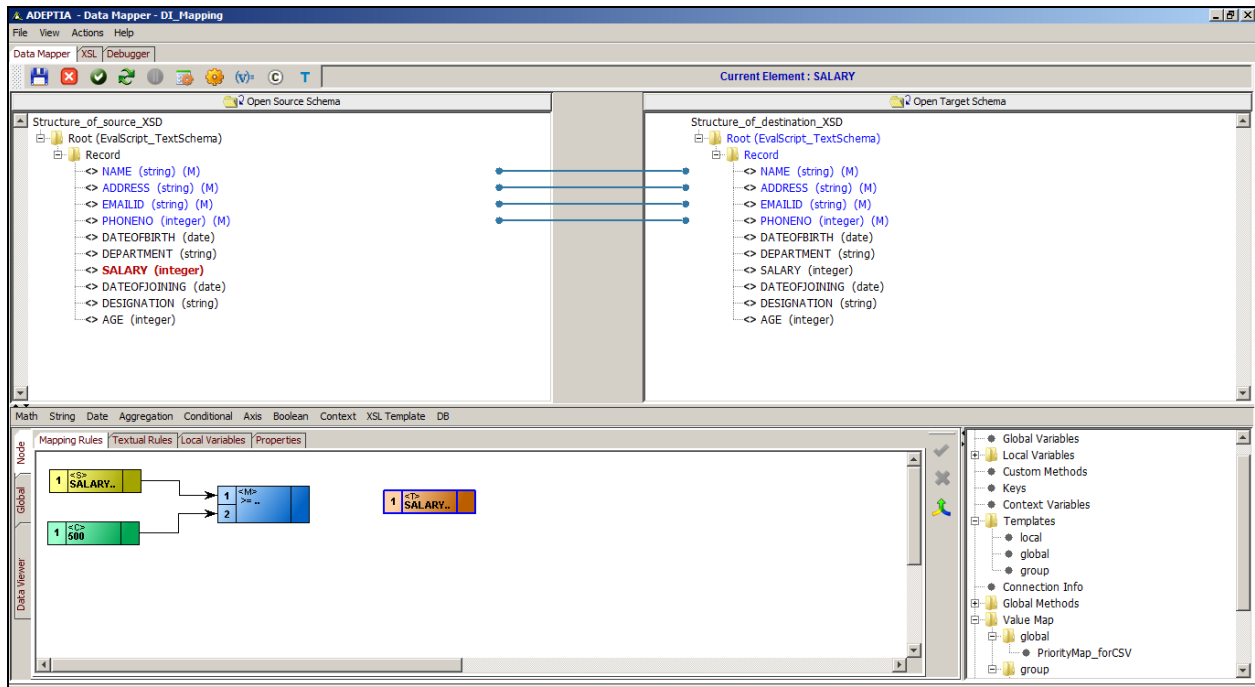 ADEPTIA - Data Mapper - DI_Mapping
File View Actions Help
Data Mapper XSL Debugger
(v)= © T Current Element : SALARY
Open Source Schema Open Target Schema
Structure_of_source_XSD
Root (EvalScript_TextSchema)
Record
<> NAME (string) (M)
<> ADDRESS (string) (M)
<> EMAILID (string) (M)
<> PHONENO (integer) (M)
<> DATEOFBIRTH (date)
<> DEPARTMENT (string)
<> SALARY (integer)
<> DATEOFJOINING (date)
<> DESIGNATION (string)
<> AGE (integer)
Structure_of_destination_XSD
Root (EvalScript_TextSchema)
Record
<> NAME (string) (M)
<> ADDRESS (string) (M)
<> EMAILID (string) (M)
<> PHONENO (integer) (M)
<> DATEOFBIRTH (date)
<> DEPARTMENT (string)
<> SALARY (integer)
<> DATEOFJOINING (date)
<> DESIGNATION (string)
<> AGE (integer)
Math String Date Aggregation Conditional Axis Boolean Context XSL Template DB
Node
Global
Data Viewer
Mapping Rules Textual Rules Local Variables Properties
<S>
1 SALARY..
<C>
1 500
<M>
1 >= ..
2
<T>
1 SALARY..
Global Variables
Local Variables
Custom Methods
Keys
Context Variables
Templates
local
global
group
Connection Info
Global Methods
Value Map
global
PriorityMap_forCSV
group